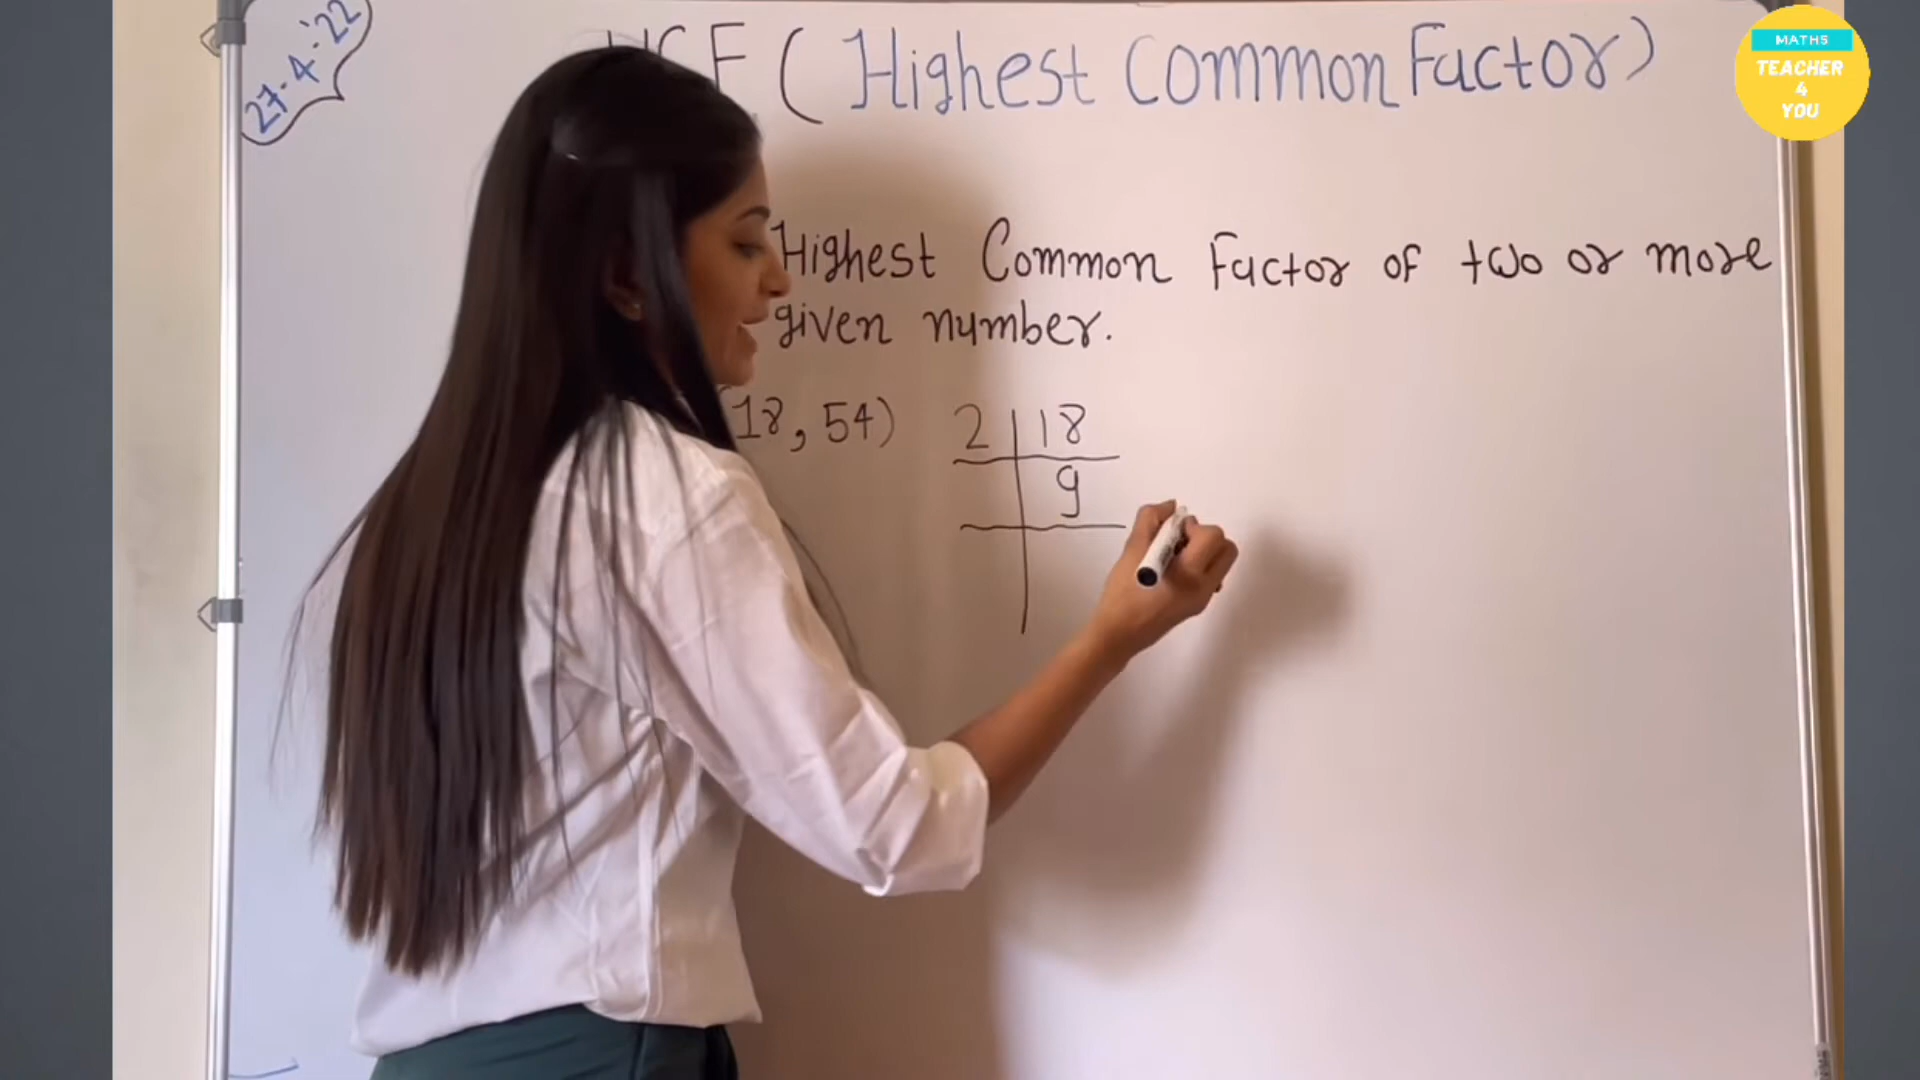 27·4·'22
HCF (Highest Common Factor)
MATHS
TEACHER
4
YOU
Highest Common Factor of two or more
given number.
(18, 54)
2 18
9